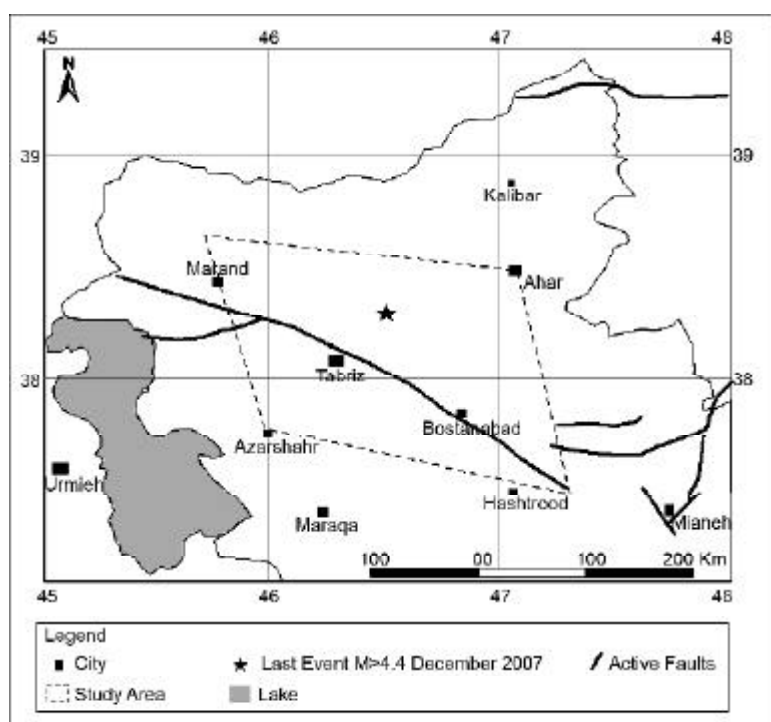 45 46 47 48
N
39 39
Kalibar
Marand Ahar
38 38
Tabriz
Bostanabad
Azarshahr
Urmieh Hashtrood
Maraqa Mianeh
100 00 100 200 Km
45 46 47 48
Legend
City Last Event M>4.4 December 2007 Active Faults
Study Area Lake